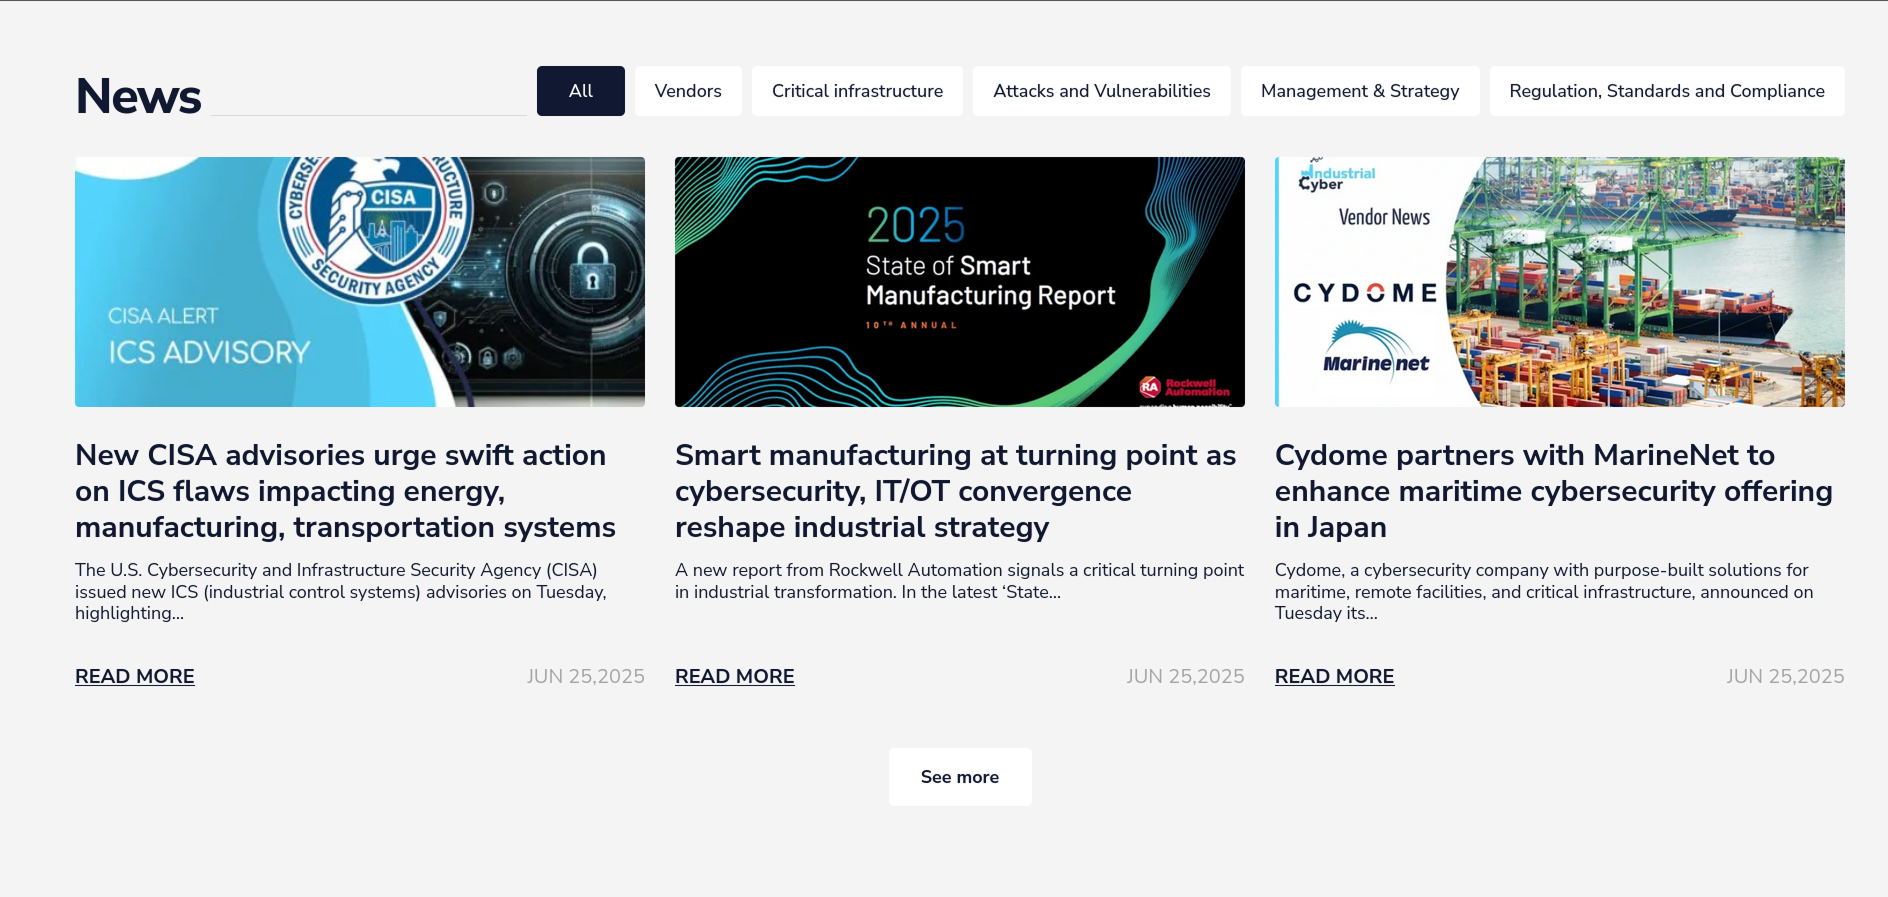 News
All
Vendors
Critical infrastructure
Attacks and Vulnerabilities
Management & Strategy
Regulation, Standards and Compliance
CISA
SECURITY AGENCY
CISA ALERT
ICS ADVISORY
New CISA advisories urge swift action
on ICS flaws impacting energy,
manufacturing, transportation systems
The U.S. Cybersecurity and Infrastructure Security Agency (CISA)
issued new ICS (industrial control systems) advisories on Tuesday,
highlighting...
READ MORE
JUN 25,2025
2025
State of Smart
Manufacturing Report
10TH ANNUAL
RA
Rockwell
Automation
Smart manufacturing at turning point as
cybersecurity, IT/OT convergence
reshape industrial strategy
A new report from Rockwell Automation signals a critical turning point
in industrial transformation. In the latest ‘State...
READ MORE
JUN 25,2025
Industrial
Cyber
Vendor News
CYDOME
Marine net
Cydome partners with MarineNet to
enhance maritime cybersecurity offering
in Japan
Cydome, a cybersecurity company with purpose-built solutions for
maritime, remote facilities, and critical infrastructure, announced on
Tuesday its...
READ MORE
JUN 25,2025
See more